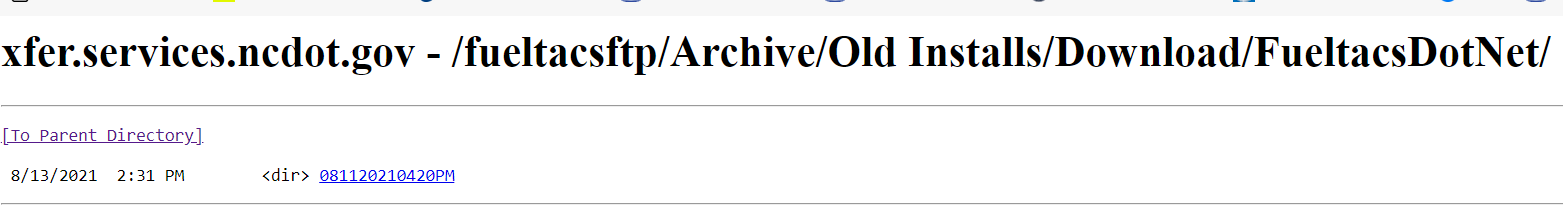 xfer.services.ncdot.gov - /fueltacsftp/Archive/Old Installs/Download/FueltacsDotNet/
[To Parent Directory]
8/13/2021  2:31 PM        <dir> 081120210420PM